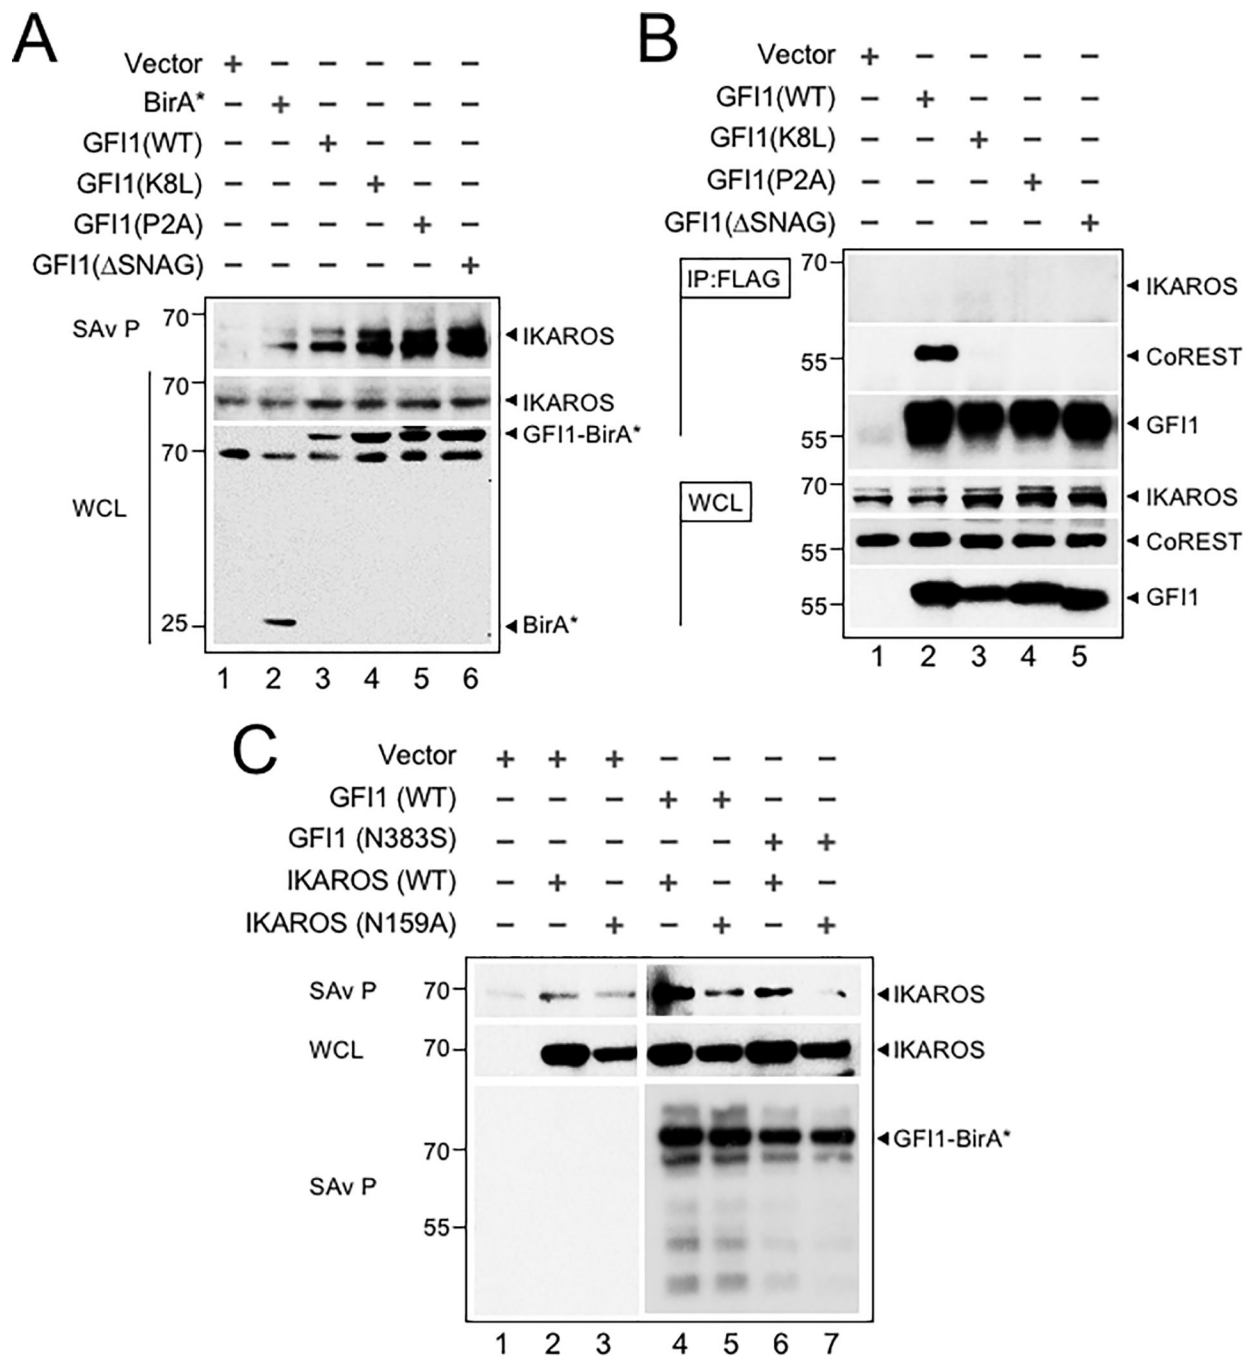 A
Vector + − − − − −
BirA* − + − − − −
GFI1(WT) − − + − − −
GFI1(K8L) − − − + − −
GFI1(P2A) − − − − + −
GFI1(ΔSNAG) − − − − − +
SAv P 70 ◄IKAROS
70 ◄IKAROS
◄GFI1-BirA*
70
WCL
25 ◄BirA*
1 2 3 4 5 6
B
Vector + − − − −
GFI1(WT) − + − − −
GFI1(K8L) − − + − −
GFI1(P2A) − − − + −
GFI1(ΔSNAG) − − − − +
IP:FLAG 70 ◄IKAROS
55 ◄CoREST
55 ◄GFI1
WCL 70 ◄IKAROS
55 ◄CoREST
55 ◄GFI1
1 2 3 4 5
C
Vector + + + − − − −
GFI1 (WT) − − − + + − −
GFI1 (N383S) − − − − − + +
IKAROS (WT) − + − + − + −
IKAROS (N159A) − − + − + − +
SAv P 70 ◄IKAROS
WCL 70 ◄IKAROS
◄GFI1-BirA*
70
SAv P
55
1 2 3 4 5 6 7